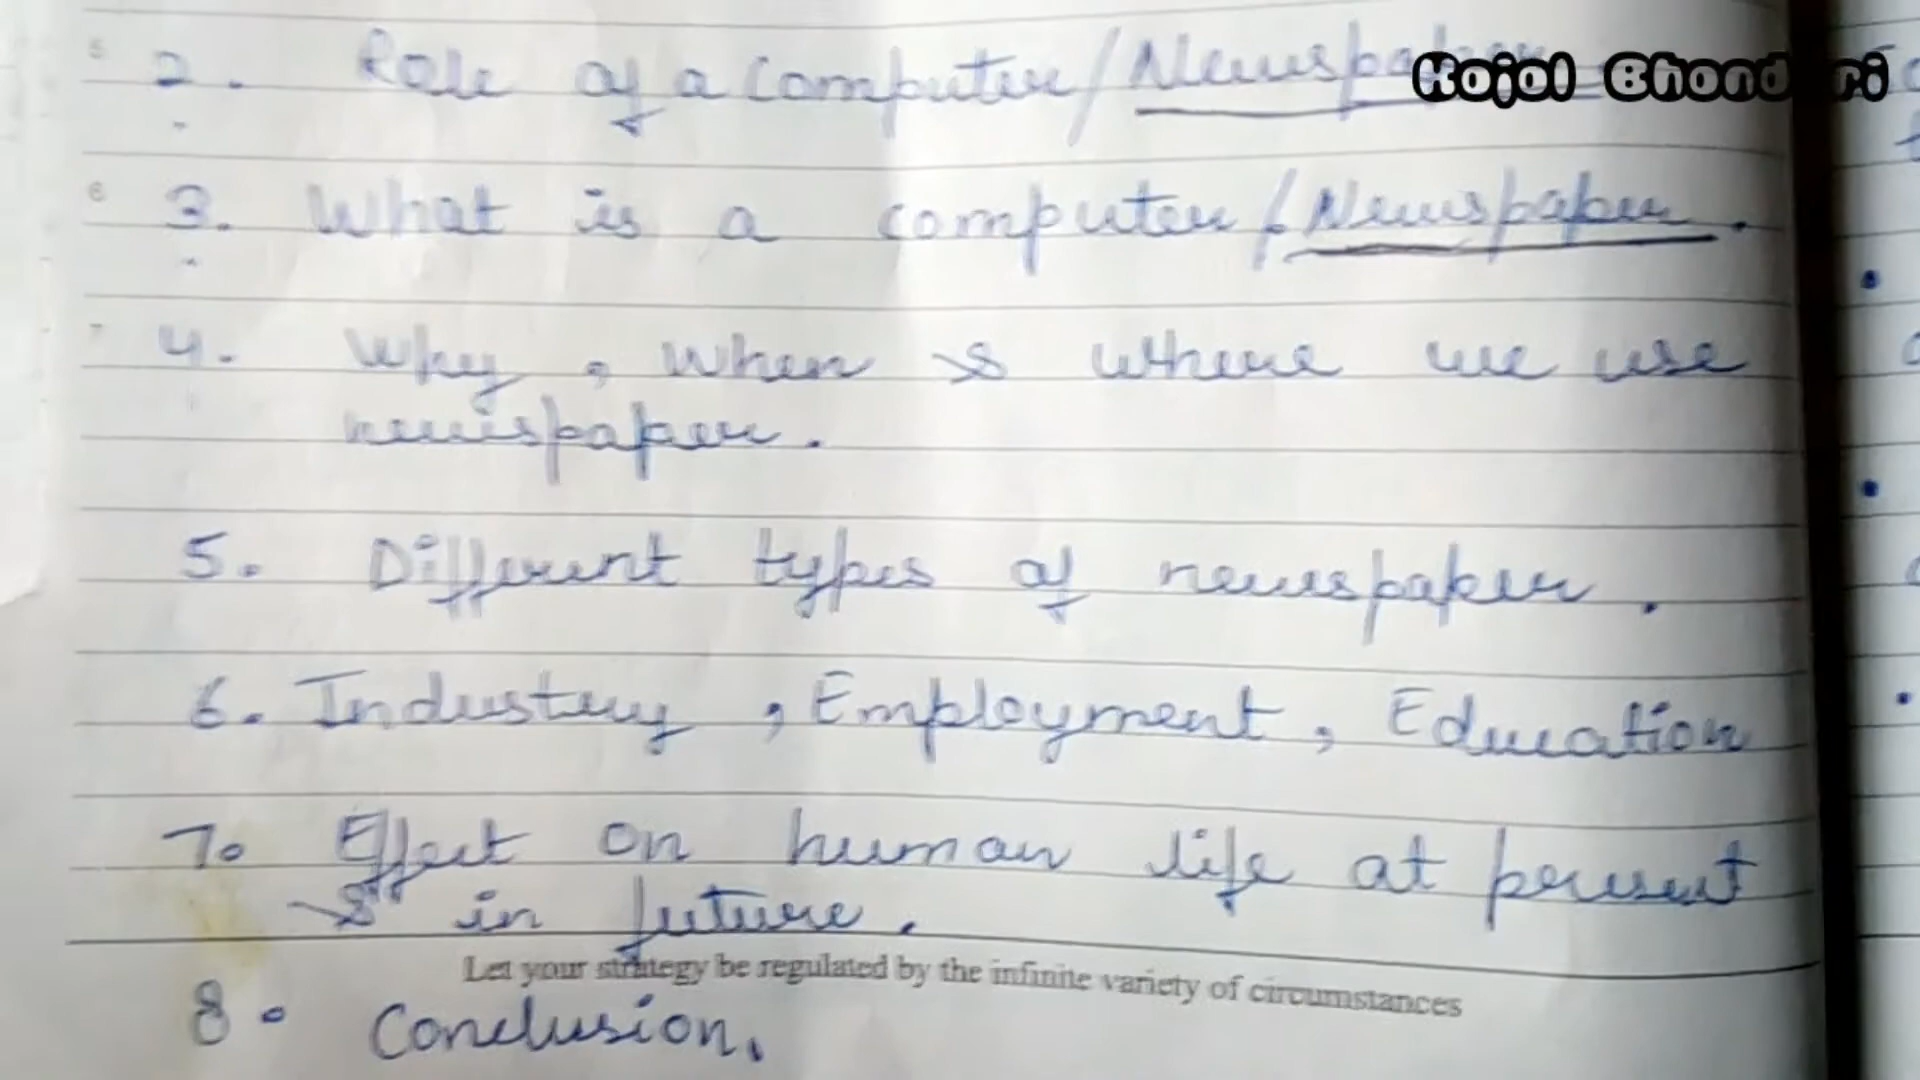 2. Role of a Computer/Newspaper
Kajal Bhandari
3. What is a computer/Newspaper.
4. Why, when & where we use
newspaper.
5. Different types of newspaper.
6. Industry, Employment, Education
7. Effect on human life at present
& in future.
Let your strategy be regulated by the infinite variety of circumstances
8. Conclusion.